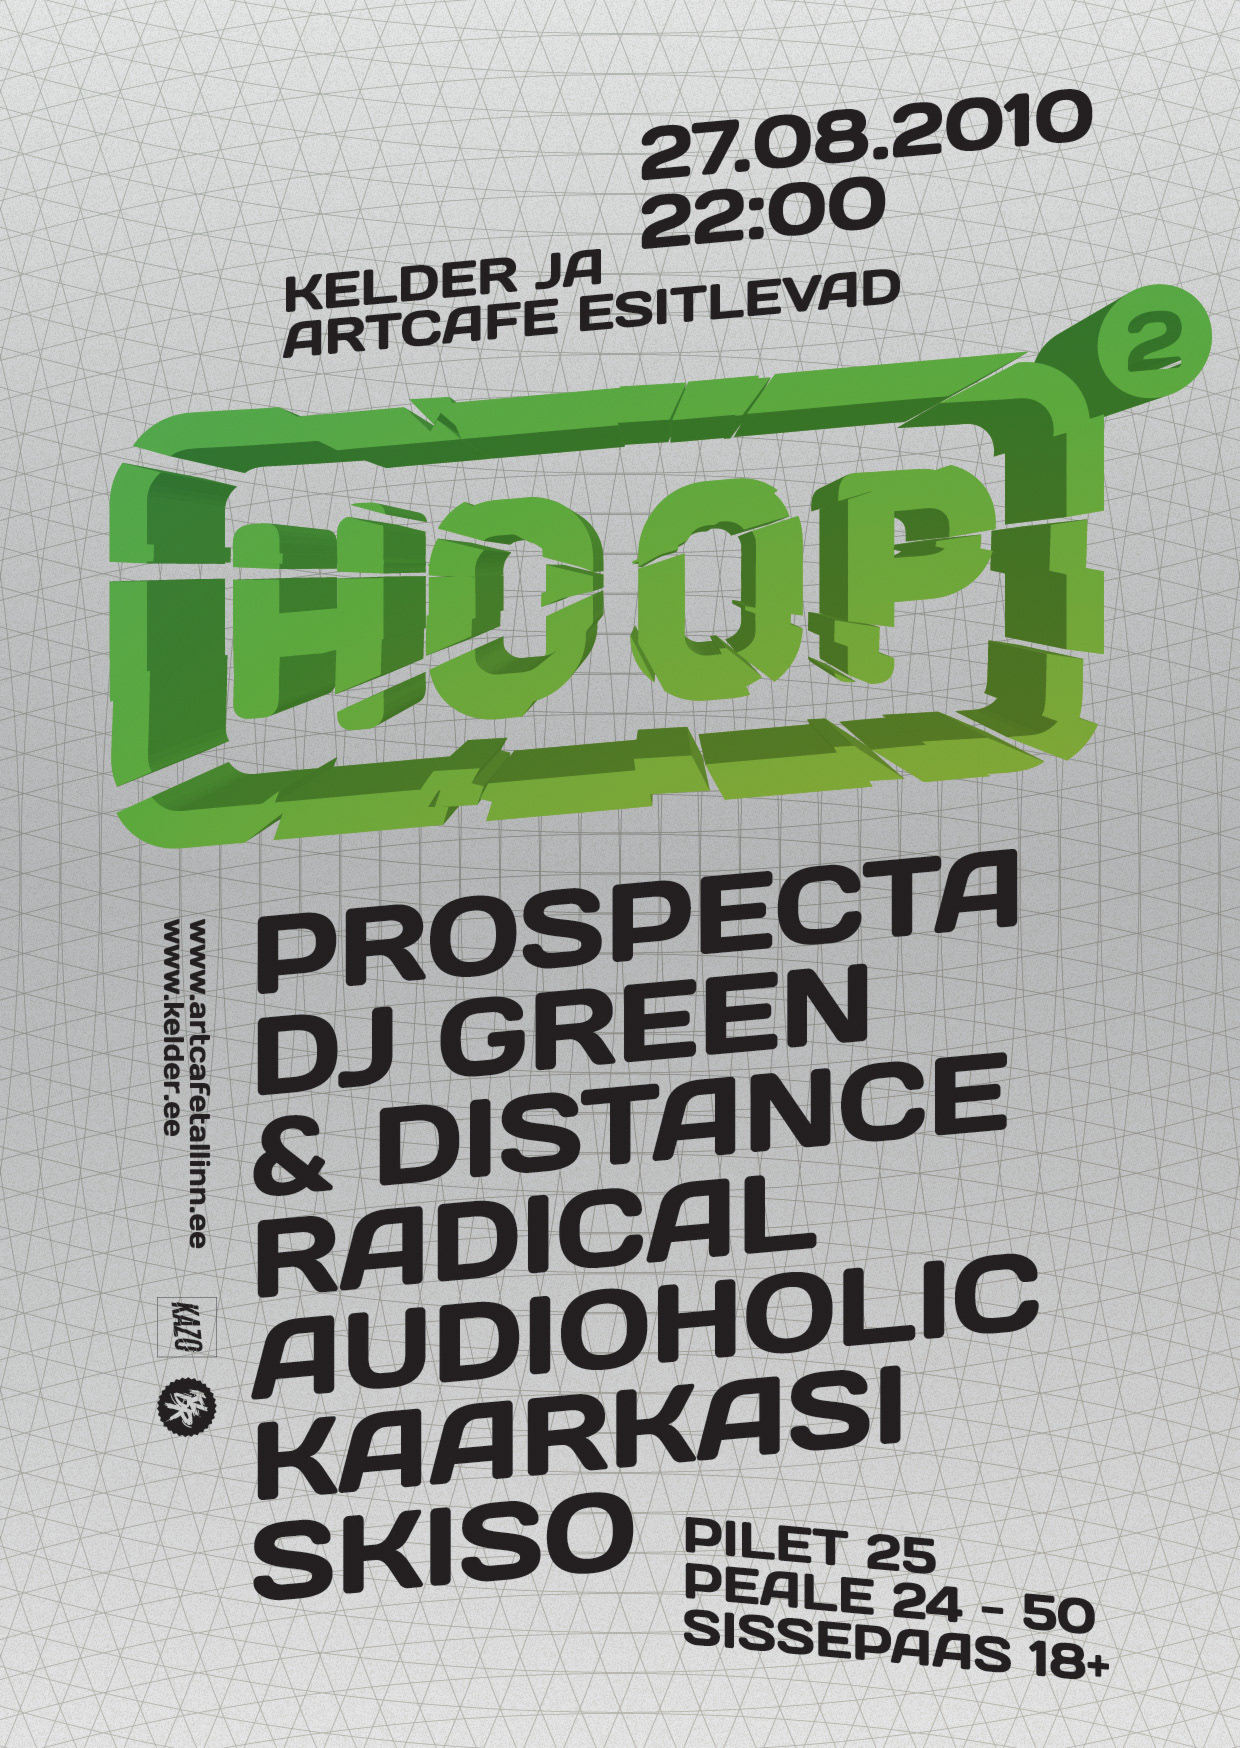 27.08.2010
22:00
KELDER JA
ARTCAFE ESITLEVAD
HOOP
2
PROSPECTA
DJ GREEN
& DISTANCE
RADICAL
AUDIOHOLIC
KAARKASI
SKISO
www.artcafetallinn.ee
www.kelder.ee
KAZO
PILET 25
PEALE 24 - 50
SISSEPAAS 18+